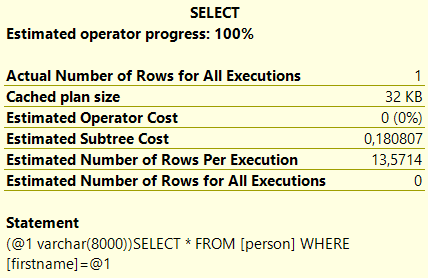 SELECT
Estimated operator progress: 100%
Actual Number of Rows for All Executions 1
Cached plan size 32 KB
Estimated Operator Cost 0 (0%)
Estimated Subtree Cost 0,180807
Estimated Number of Rows Per Execution 13,5714
Estimated Number of Rows for All Executions 0
Statement
(@1 varchar(8000))SELECT * FROM [person] WHERE
[firstname]=@1